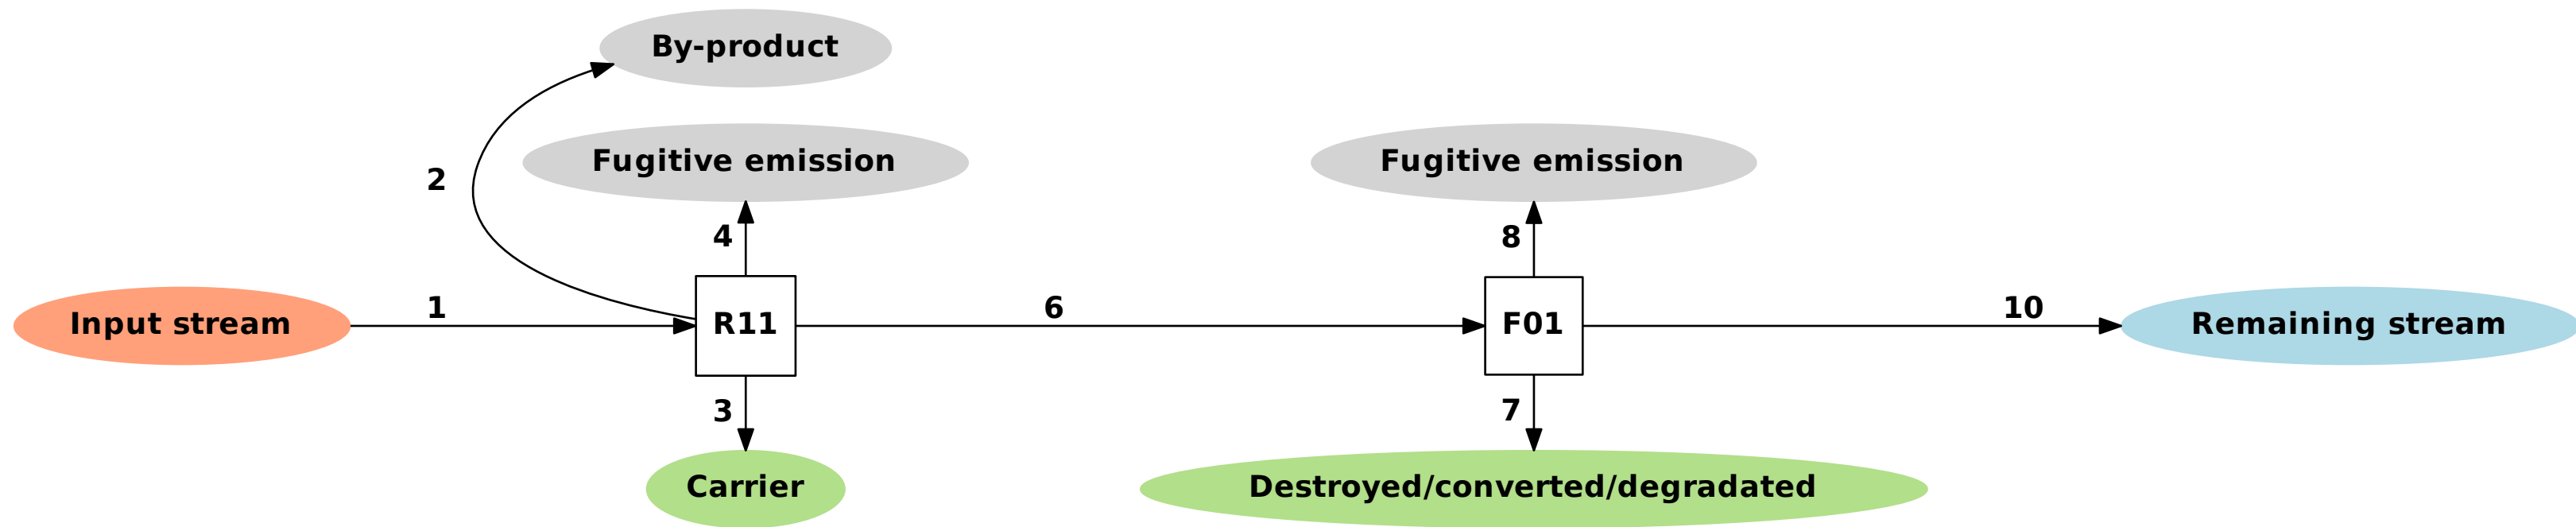 By-product
2
Fugitive emission
Fugitive emission
4
8
Input stream
1
R11
6
F01
10
Remaining stream
3
7
Carrier
Destroyed/converted/degradated